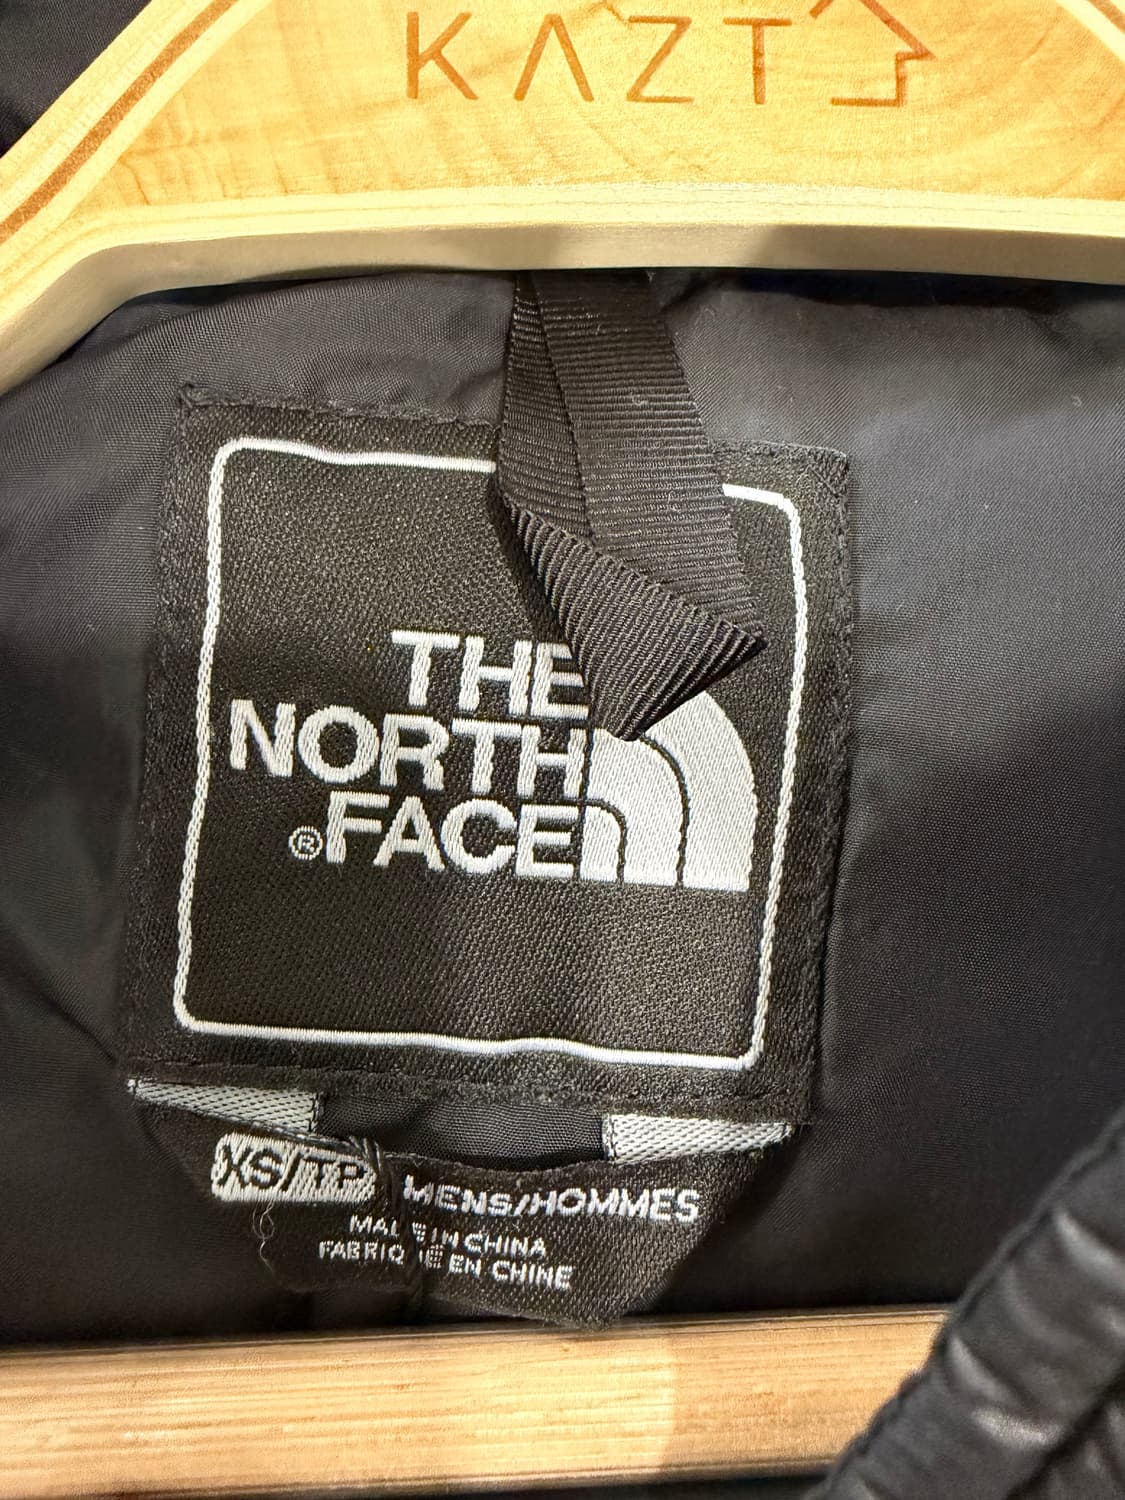 KAZT
THE
NORTH
®FACE
XS/TP MENS/HOMMES
MADE IN CHINA
FABRIQUÉ EN CHINE